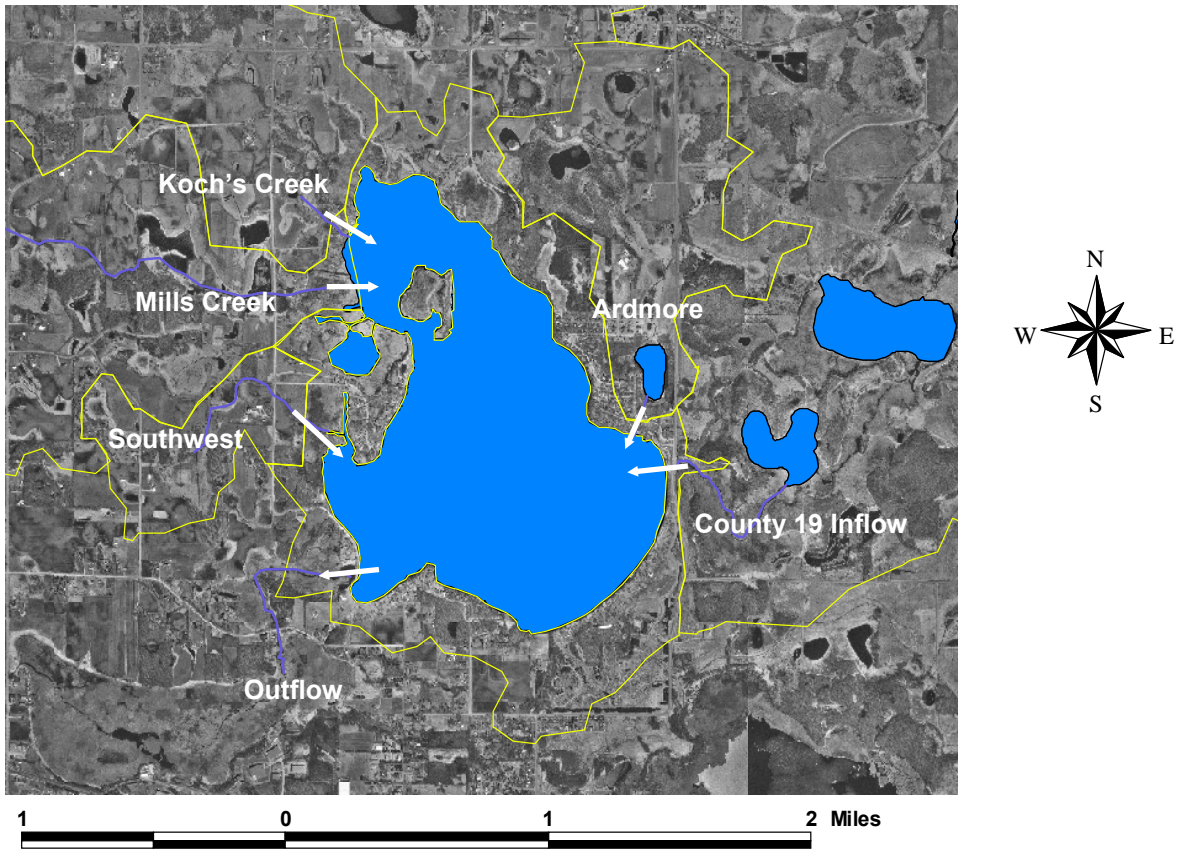 Koch's Creek
Mills Creek
Ardmore
Southwest
County 19 Inflow
Outflow
N
W E
S
1 0 1 2 Miles